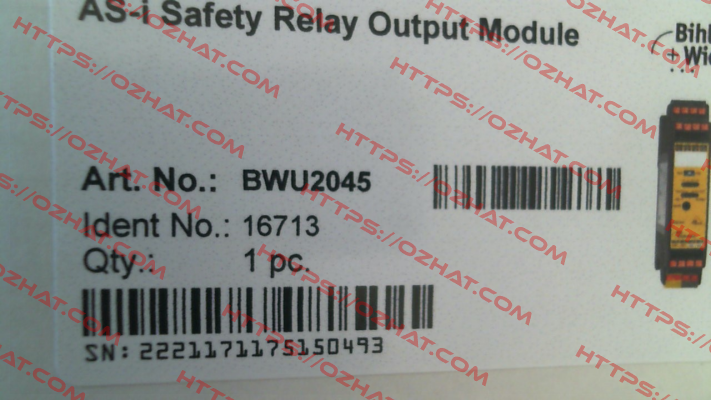 AS-i Safety Relay Output Module
Bihl
+ Wie
Art. No.: BWU2045
Ident No.: 16713
Qty.: 1 pc.
SN: 2221171175150493
HTTPS://OZHAT.COM